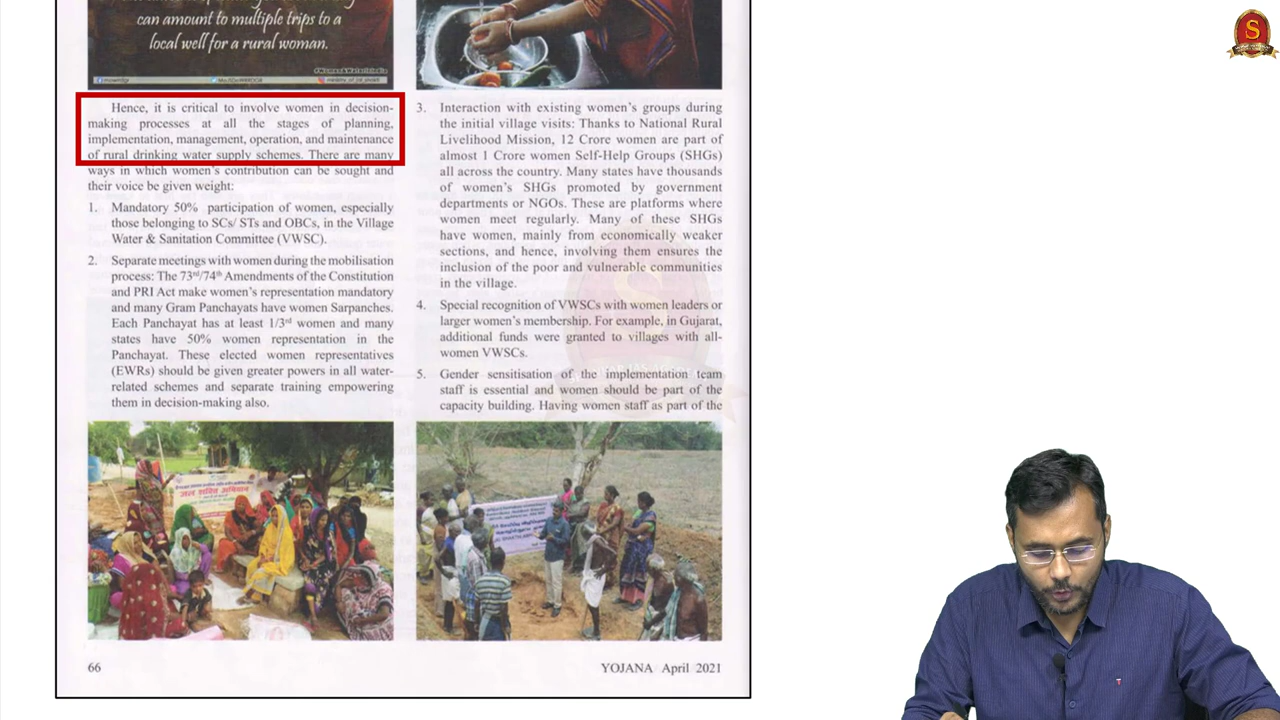 can amount to multiple trips to a
local well for a rural woman.
Hence, it is critical to involve women in decision-
making processes at all the stages of planning,
implementation, management, operation, and maintenance
of rural drinking water supply schemes. There are many
ways in which women's contribution can be sought and
their voice be given weight:
1. Mandatory 50% participation of women, especially
those belonging to SCs/ STs and OBCs, in the Village
Water & Sanitation Committee (VWSC).
2. Separate meetings with women during the mobilisation
process: The 73rd/74th Amendments of the Constitution
and PRI Act make women's representation mandatory
and many Gram Panchayats have women Sarpanches.
Each Panchayat has at least 1/3rd women and many
states have 50% women representation in the
Panchayat. These elected women representatives
(EWRs) should be given greater powers in all water-
related schemes and separate training empowering
them in decision-making also.
3. Interaction with existing women's groups during
the initial village visits: Thanks to National Rural
Livelihood Mission, 12 Crore women are part of
almost 1 Crore women Self-Help Groups (SHGs)
all across the country. Many states have thousands
of women's SHGs promoted by government
departments or NGOs. These are platforms where
women meet regularly. Many of these SHGs
have women, mainly from economically weaker
sections, and hence, involving them ensures the
inclusion of the poor and vulnerable communities
in the village.
4. Special recognition of VWSCs with women leaders or
larger women's membership. For example, in Gujarat,
additional funds were granted to villages with all-
women VWSCs.
5. Gender sensitisation of the implementation team
staff is essential and women should be part of the
capacity building. Having women staff as part of the
जल शक्ति अभियान
66
YOJANA April 2021
S